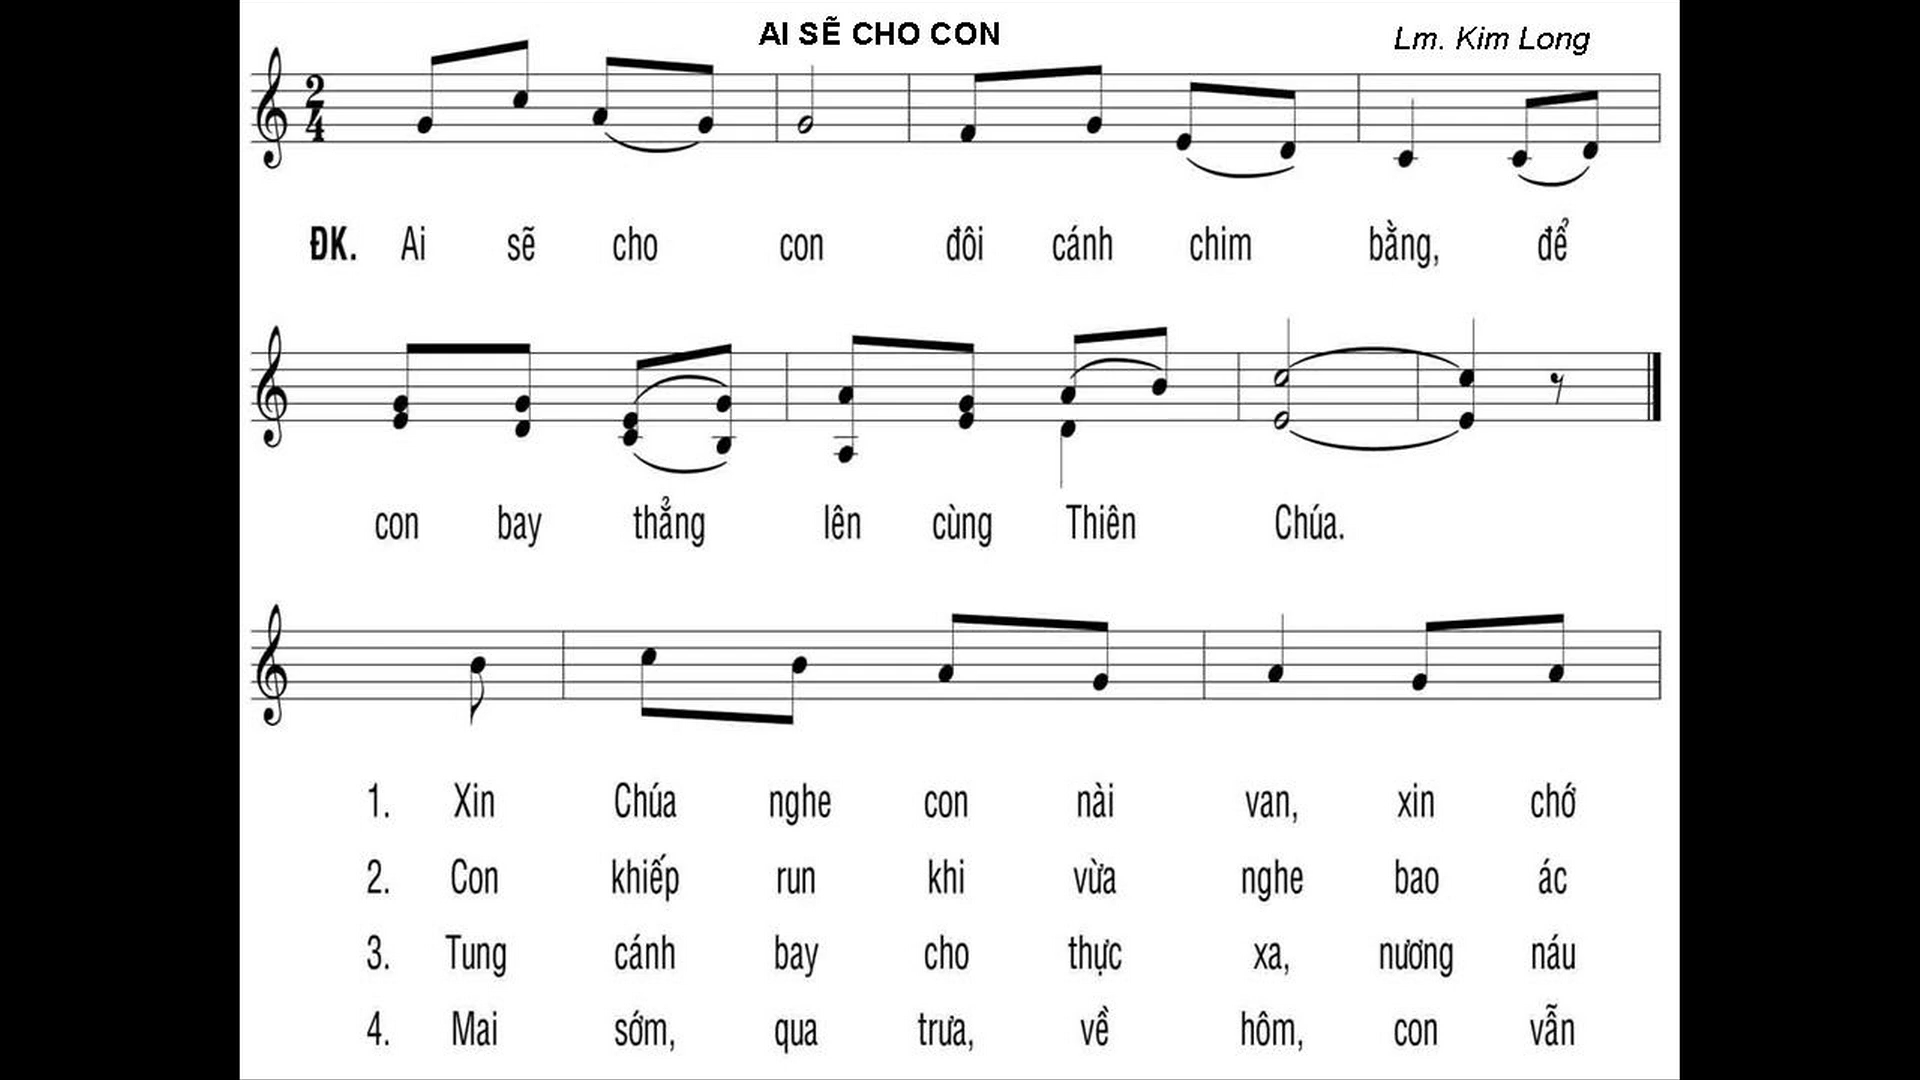 AI SẼ CHO CON
Lm. Kim Long
2
4
ĐK. Ai sẽ cho con đôi cánh chim bằng, để
con bay thẳng lên cùng Thiên Chúa.
1. Xin Chúa nghe con nài van, xin chớ
2. Con khiếp run khi vừa nghe bao ác
3. Tung cánh bay cho thực xa, nương náu
4. Mai sớm, qua trưa, về hôm, con vẫn